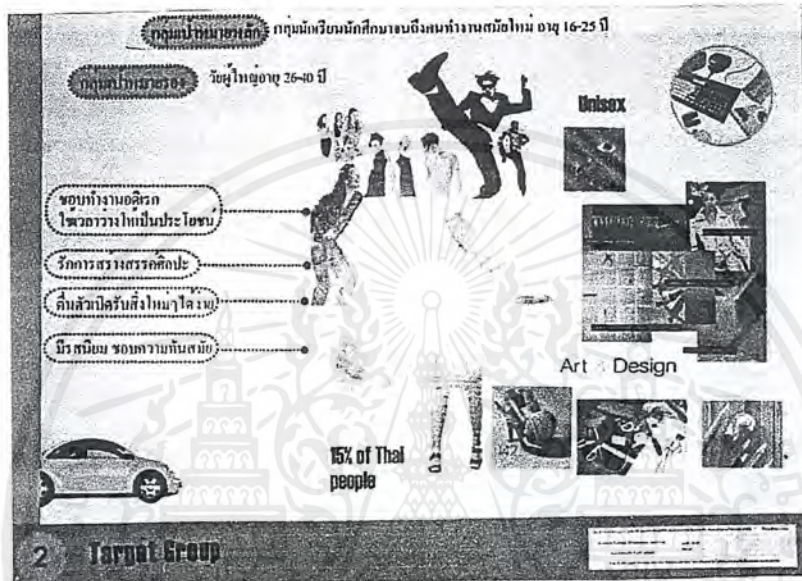 กลุ่มเป้าหมายหลัก กลุ่มนักเรียนนักศึกษาจนถึงคนทำงานสมัยใหม่ อายุ 16-25 ปี
กลุ่มเป้าหมายรอง วัยผู้ใหญ่อายุ 26-40 ปี
Unisex
ชอบทำงานอดิเรก
ใช้เวลาว่างให้เป็นประโยชน์
รักการสร้างสรรค์ศิลปะ
ตื่นตัวเปิดรับสิ่งใหม่ๆได้ง่าย
มีรสนิยม ชอบความทันสมัย
Art & Design
15% of Thai
people
2 Target Group